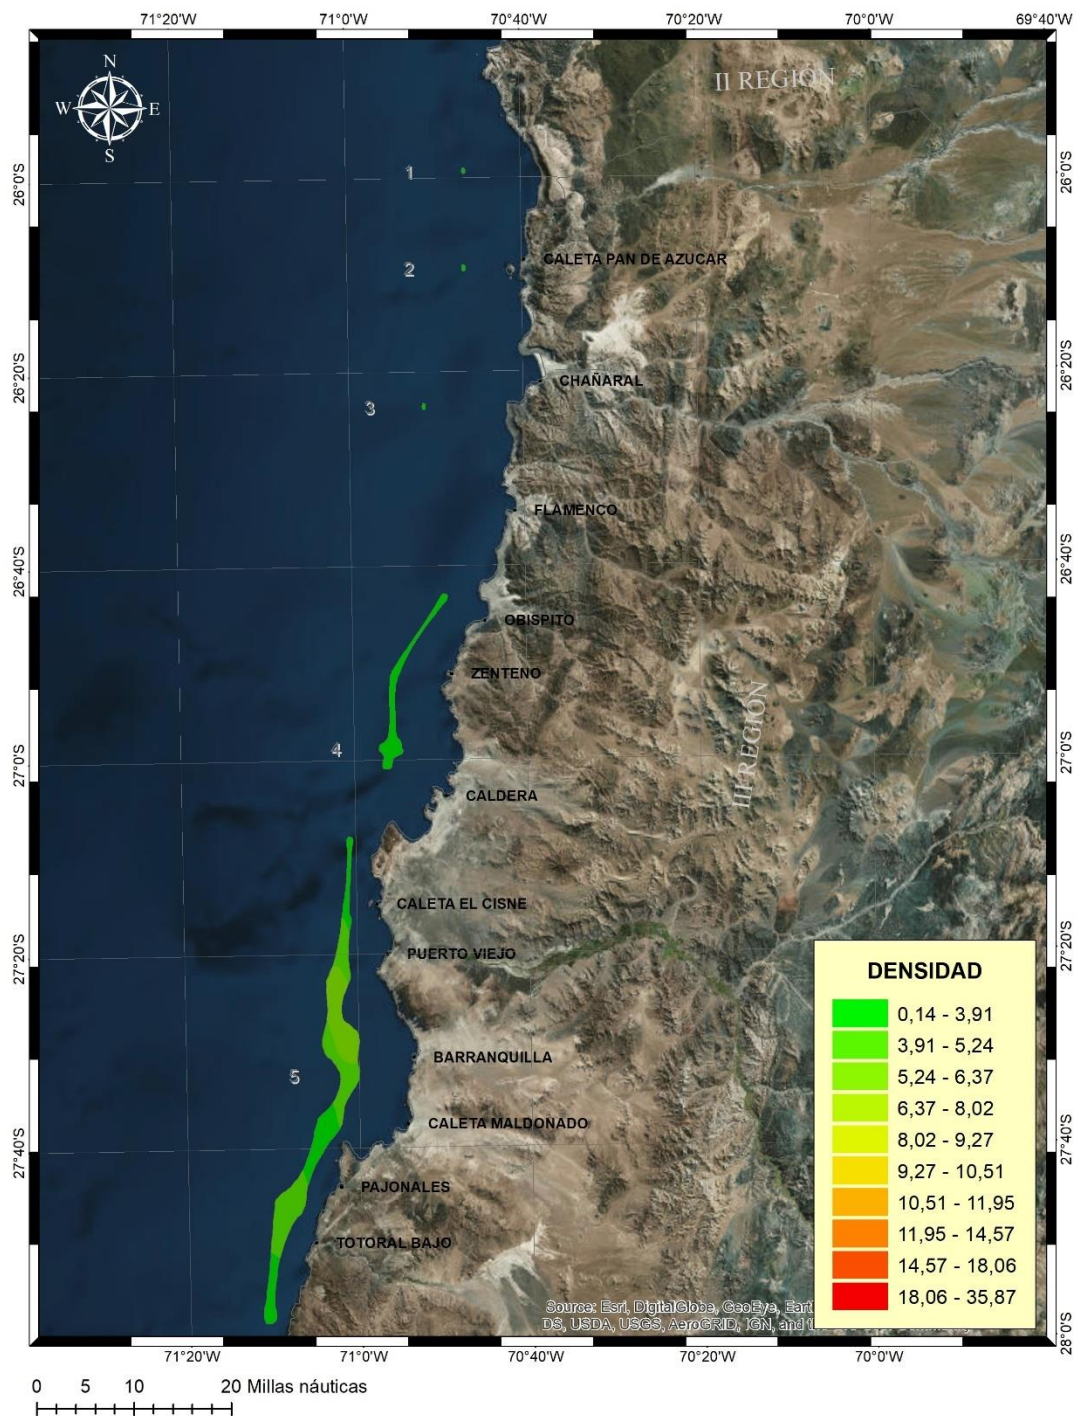 71°20'W 71°0'W 70°40'W 70°20'W 70°0'W 69°40'W
N
W E
S
II REGIÓN
1
26°0'S 26°0'S
CALETA PAN DE AZUCAR
2
26°20'S 26°20'S
CHAÑARAL
3
FLAMENCO
26°40'S 26°40'S
OBISPITO
ZENTENO
III REGIÓN
4
27°0'S 27°0'S
CALDERA
CALETA EL CISNE
PUERTO VIEJO
27°20'S 27°20'S
BARRANQUILLA
5
CALETA MALDONADO
27°40'S 27°40'S
PAJONALES
TOTORAL BAJO
DENSIDAD
0,14 - 3,91
3,91 - 5,24
5,24 - 6,37
6,37 - 8,02
8,02 - 9,27
9,27 - 10,51
10,51 - 11,95
11,95 - 14,57
14,57 - 18,06
18,06 - 35,87
Source: Esri, DigitalGlobe, GeoEye,
DS, USDA, USGS, AeroGRID, IGN, and
28°0'S
71°20'W 71°0'W 70°40'W 70°20'W 70°0'W
0 5 10 20 Millas náuticas